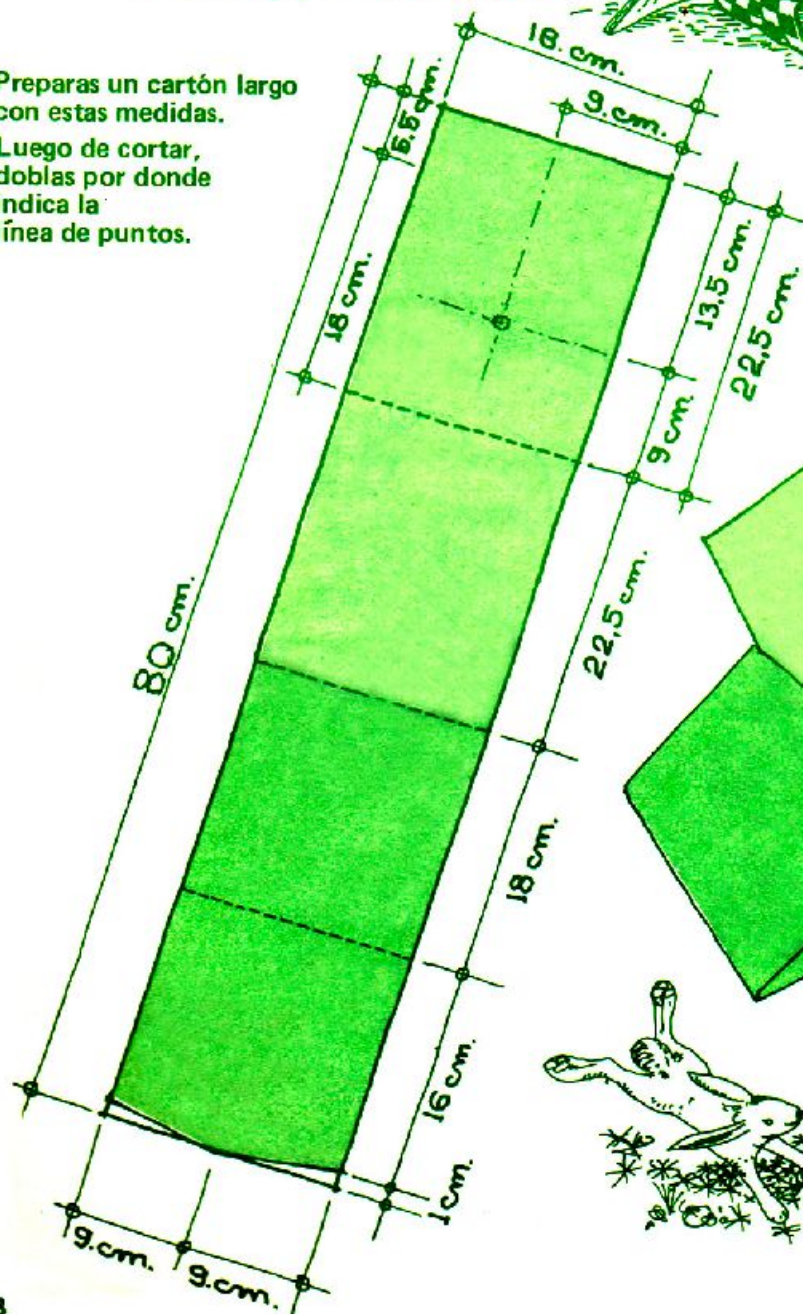 Preparas un cartón largo
con estas medidas.
Luego de cortar,
doblas por donde
indica la
línea de puntos.
18. cm.
9. cm.
5,5 cm.
18 cm.
13,5 cm.
22,5 cm.
9 cm.
80 cm.
22,5 cm.
18 cm.
16 cm.
1 cm.
9. cm.
9. cm.